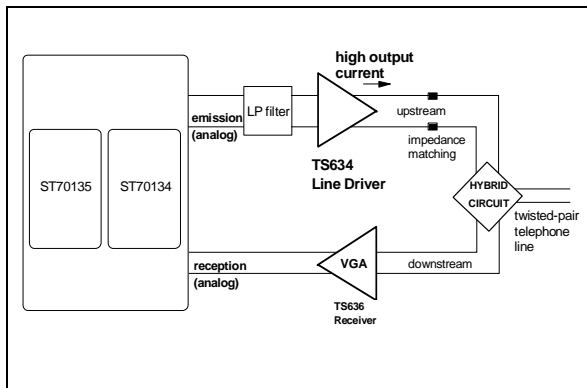 high output
current
LP filter
emission
(analog)
upstream
impedance
matching
TS634
Line Driver
ST70135
ST70134
HYBRID
CIRCUIT
twisted-pair
telephone
line
VGA
downstream
reception
(analog)
TS636
Receiver